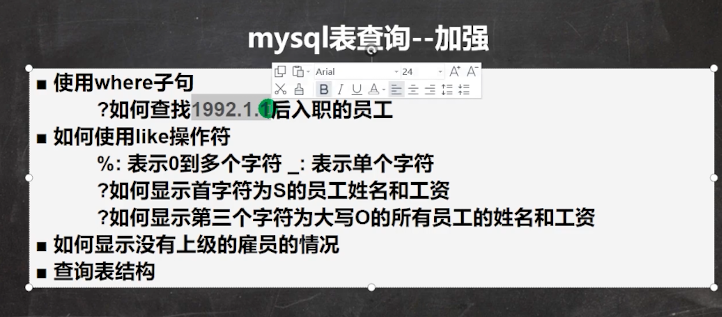 mysql表查询--加强
Arial 24
■ 使用where子句
?如何查找1992.1.1后入职的员工
■ 如何使用like操作符
%: 表示0到多个字符 _: 表示单个字符
?如何显示首字符为S的员工姓名和工资
?如何显示第三个字符为大写O的所有员工的姓名和工资
■ 如何显示没有上级的雇员的情况
■ 查询表结构